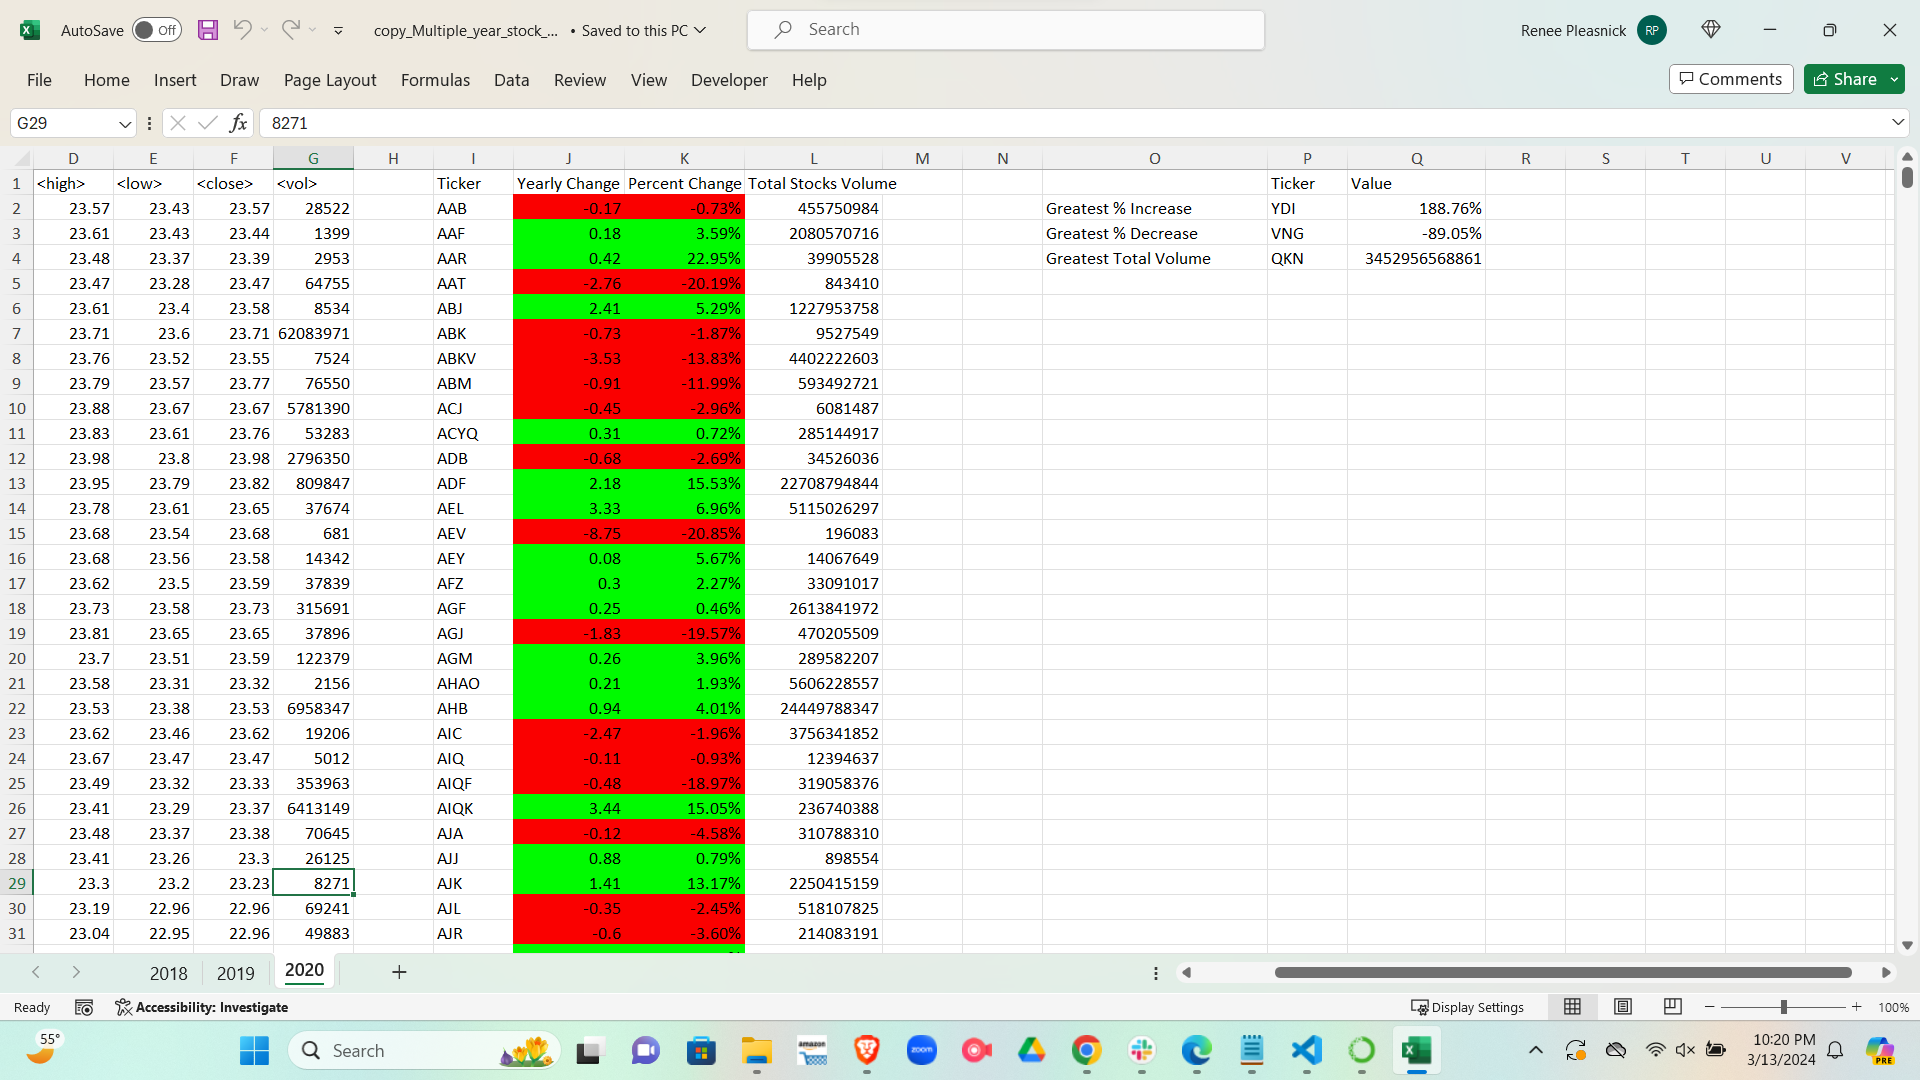 AutoSave Off copy_Multiple_year_stock_... • Saved to this PC Search Renee Pleasnick RP
File Home Insert Draw Page Layout Formulas Data Review View Developer Help Comments Share
G29 fx 8271
D E F G H I J K L M N O P Q R S T U V
1 <high> <low> <close> <vol> Ticker Yearly Change Percent Change Total Stocks Volume Ticker Value
2 23.57 23.43 23.57 28522 AAB -0.17 -0.73% 455750984 Greatest % Increase YDI 188.76%
3 23.61 23.43 23.44 1399 AAF 0.18 3.59% 2080570716 Greatest % Decrease VNG -89.05%
4 23.48 23.37 23.39 2953 AAR 0.42 22.95% 39905528 Greatest Total Volume QKN 3452956568861
5 23.47 23.28 23.47 64755 AAT -2.76 -20.19% 843410
6 23.61 23.4 23.58 8534 ABJ 2.41 5.29% 1227953758
7 23.71 23.6 23.71 62083971 ABK -0.73 -1.87% 9527549
8 23.76 23.52 23.55 7524 ABKV -3.53 -13.83% 4402222603
9 23.79 23.57 23.77 76550 ABM -0.91 -11.99% 593492721
10 23.88 23.67 23.67 5781390 ACJ -0.45 -2.96% 6081487
11 23.83 23.61 23.76 53283 ACYQ 0.31 0.72% 285144917
12 23.98 23.8 23.98 2796350 ADB -0.68 -2.69% 34526036
13 23.95 23.79 23.82 809847 ADF 2.18 15.53% 22708794844
14 23.78 23.61 23.65 37674 AEL 3.33 6.96% 5115026297
15 23.68 23.54 23.68 681 AEV -8.75 -20.85% 196083
16 23.68 23.56 23.58 14342 AEY 0.08 5.67% 14067649
17 23.62 23.5 23.59 37839 AFZ 0.3 2.27% 33091017
18 23.73 23.58 23.73 315691 AGF 0.25 0.46% 2613841972
19 23.81 23.65 23.65 37896 AGJ -1.83 -19.57% 470205509
20 23.7 23.51 23.59 122379 AGM 0.26 3.96% 289582207
21 23.58 23.31 23.32 2156 AHAO 0.21 1.93% 5606228557
22 23.53 23.38 23.53 6958347 AHB 0.94 4.01% 24449788347
23 23.62 23.46 23.62 19206 AIC -2.47 -1.96% 3756341852
24 23.67 23.47 23.47 5012 AIQ -0.11 -0.93% 12394637
25 23.49 23.32 23.33 353963 AIQF -0.48 -18.97% 319058376
26 23.41 23.29 23.37 6413149 AIQK 3.44 15.05% 236740388
27 23.48 23.37 23.38 70645 AJA -0.12 -4.58% 310788310
28 23.41 23.26 23.3 26125 AJJ 0.88 0.79% 898554
29 23.3 23.2 23.23 8271 AJK 1.41 13.17% 2250415159
30 23.19 22.96 22.96 69241 AJL -0.35 -2.45% 518107825
31 23.04 22.95 22.96 49883 AJR -0.6 -3.60% 214083191
2018 2019 2020 +
Ready Accessibility: Investigate Display Settings 100%
55° Search amazon zoom 10:20 PM PRE
3/13/2024